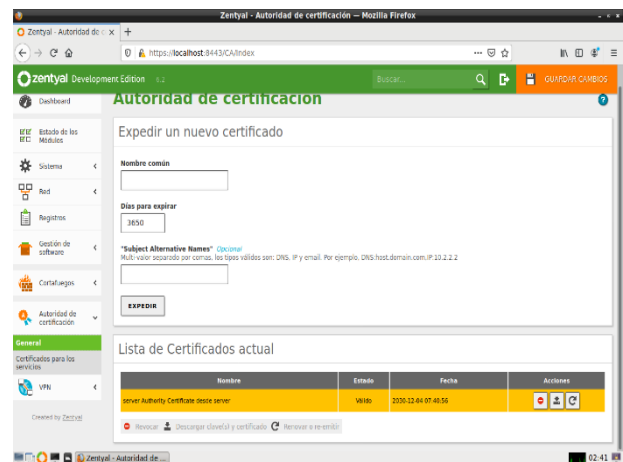 Zentyal - Autoridad de certificación — Mozilla Firefox
Zentyal - Autoridad de c
https://localhost:8443/CA/Index
zentyal Development Edition
Buscar...
GUARDAR CAMBIOS
Dashboard
Estado de los Módulos
Sistema
Red
Registros
Gestión de software
Cortafuegos
Autoridad de certificación
General
Certificados para los servicios
VPN
Created by Zentyal
Autoridad de certificación
Expedir un nuevo certificado
Nombre común
Días para expirar
3650
"Subject Alternative Names" Opcional
Multi-valor separado por comas, los tipos válidos son: DNS, IP y email. Por ejemplo, DNS:host.domain.com,IP:10.2.2.2
EXPEDIR
Lista de Certificados actual
Nombre Estado Fecha Acciones
server Authority Certificate desde server Válido 2030-12-04 07:40:56
Revocar Descargar clave(s) y certificado Renovar o re-emitir
Zentyal - Autoridad de ...
02:41